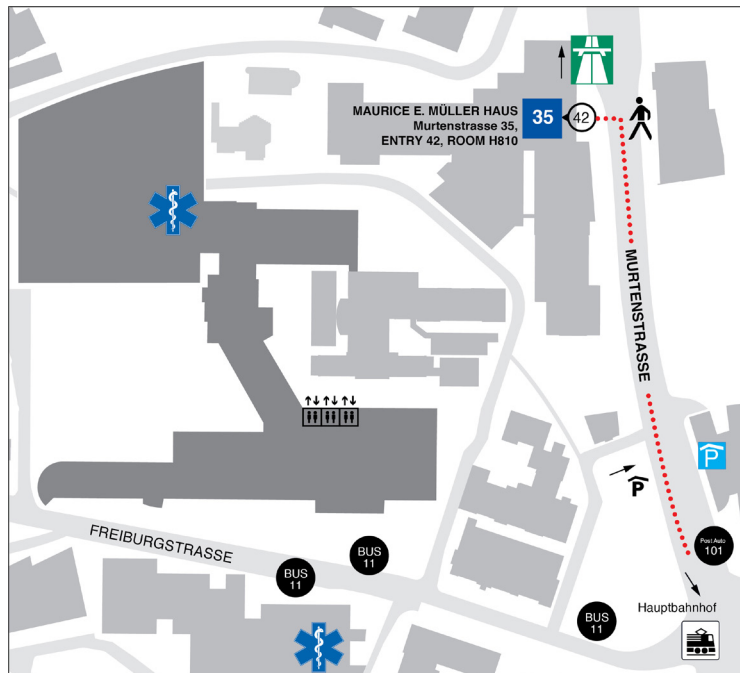 MAURICE E. MÜLLER HAUS
Murtenstrasse 35,
ENTRY 42, ROOM H810
35
42
MURTENSTRASSE
P
P
FREIBURGSTRASSE
BUS
11
BUS
11
BUS
11
Post Auto
101
Hauptbahnhof